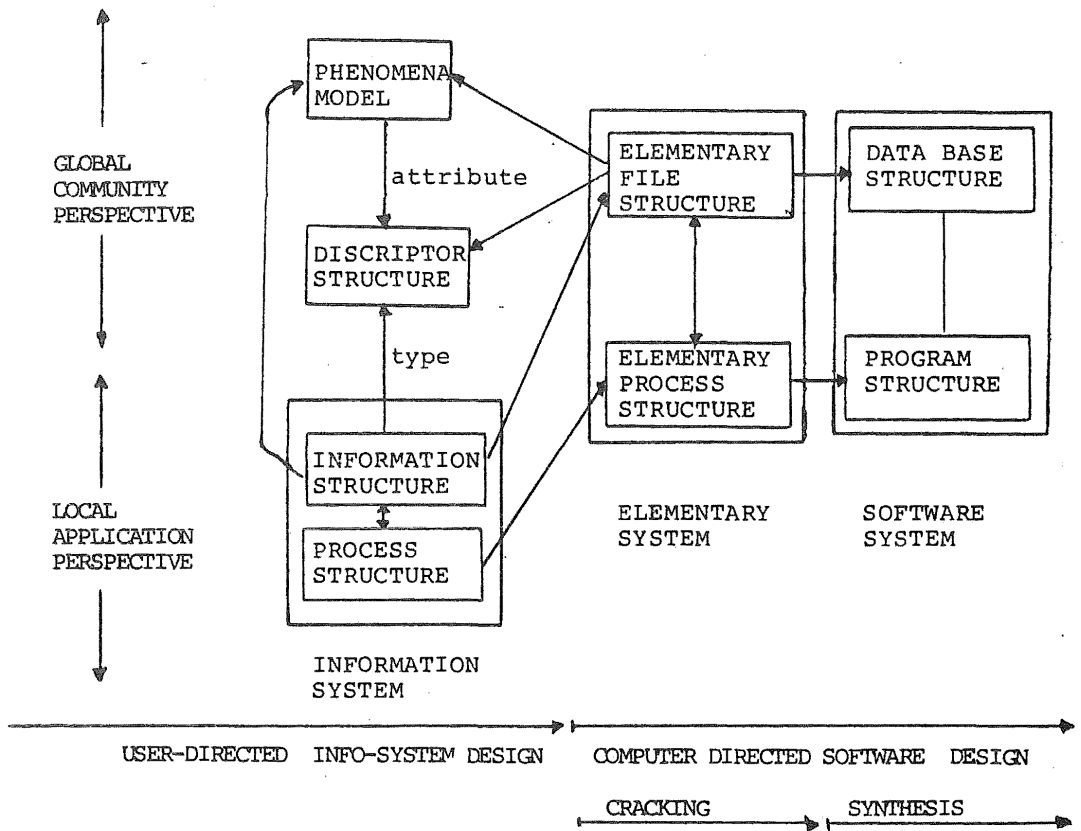 PHENOMENA
MODEL
GLOBAL
COMMUNITY
PERSPECTIVE
attribute
DISCRIPTOR
STRUCTURE
type
INFORMATION
STRUCTURE
PROCESS
STRUCTURE
LOCAL
APPLICATION
PERSPECTIVE
INFORMATION
SYSTEM
ELEMENTARY
FILE
STRUCTURE
ELEMENTARY
PROCESS
STRUCTURE
ELEMENTARY
SYSTEM
DATA BASE
STRUCTURE
PROGRAM
STRUCTURE
SOFTWARE
SYSTEM
USER-DIRECTED INFO-SYSTEM DESIGN
COMPUTER DIRECTED SOFTWARE DESIGN
CRACKING
SYNTHESIS